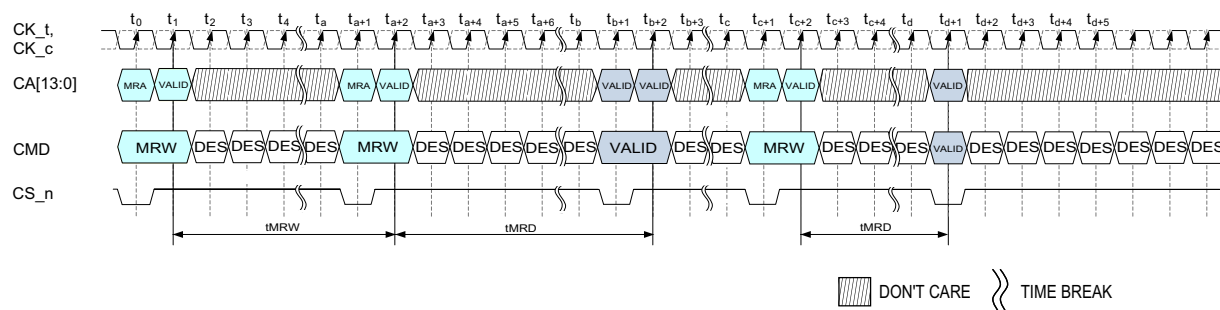 t0 t1 t2 t3 t4 ta ta+1 ta+2 ta+3 ta+4 ta+5 ta+6 tb tb+1 tb+2 tb+3 tc tc+1 tc+2 tc+3 tc+4 td td+1 td+2 td+3 td+4 td+5
CK_t,
CK_c
CA[13:0] MRA VALID MRA VALID VALID VALID MRA VALID VALID
CMD MRW DES DES DES DES MRW DES DES DES DES DES VALID DES DES MRW DES DES DES VALID DES DES DES DES DES DES DES
CS_n
tMRW tMRD tMRD
DON'T CARE TIME BREAK